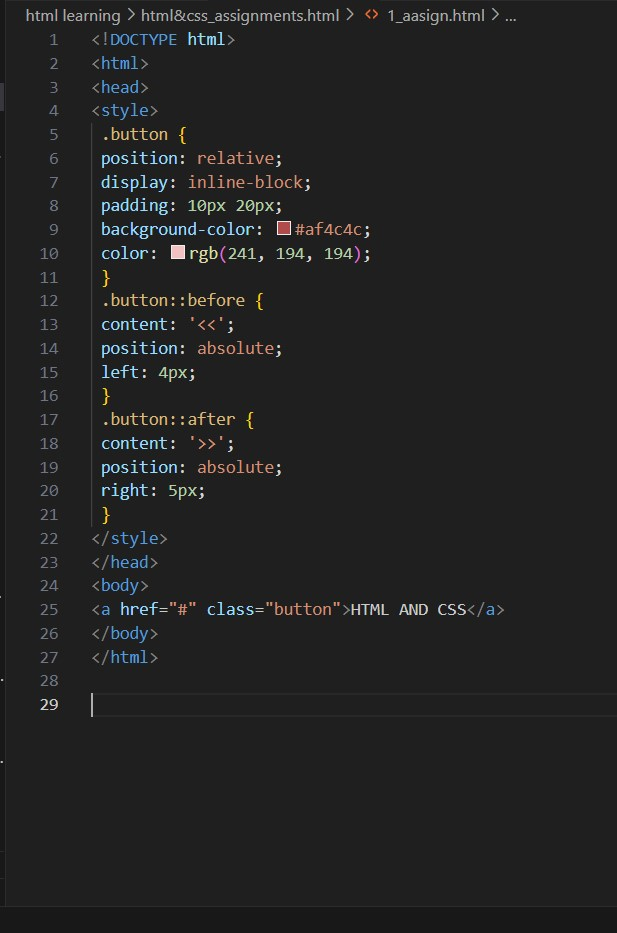 html learning > html&css_assignments.html > <> 1_aasign.html > ...
1 <!DOCTYPE html>
2 <html>
3 <head>
4 <style>
5 .button {
6 position: relative;
7 display: inline-block;
8 padding: 10px 20px;
9 background-color: #af4c4c;
10 color: rgb(241, 194, 194);
11 }
12 .button::before {
13 content: '<<';
14 position: absolute;
15 left: 4px;
16 }
17 .button::after {
18 content: '>>';
19 position: absolute;
20 right: 5px;
21 }
22 </style>
23 </head>
24 <body>
25 <a href="#" class="button">HTML AND CSS</a>
26 </body>
27 </html>
28
29